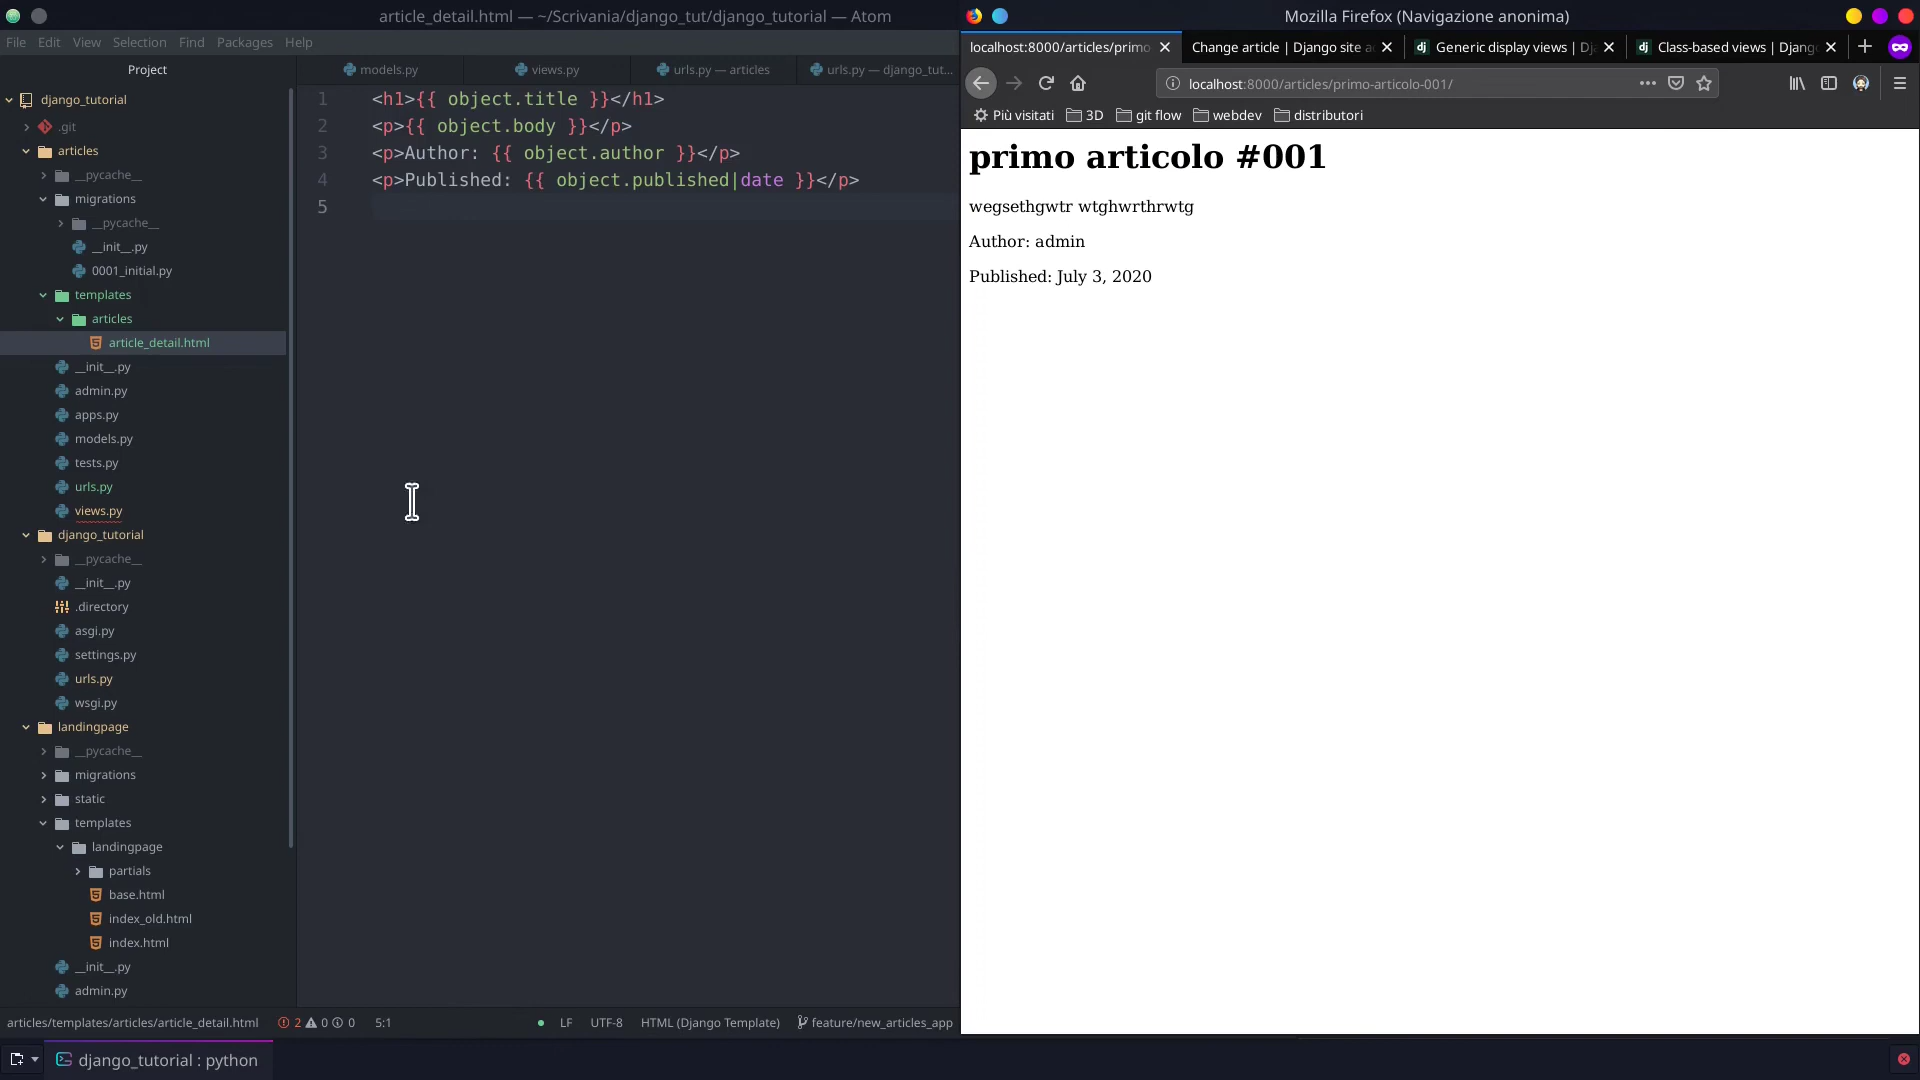 article_detail.html — ~/Scrivania/django_tut/django_tutorial — Atom
File Edit View Selection Find Packages Help
Project
django_tutorial
.git
articles
__pycache__
migrations
__pycache__
__init__.py
0001_initial.py
templates
articles
article_detail.html
__init__.py
admin.py
apps.py
models.py
tests.py
urls.py
views.py
django_tutorial
__pycache__
__init__.py
.directory
asgi.py
settings.py
urls.py
wsgi.py
landingpage
__pycache__
migrations
static
templates
landingpage
partials
base.html
index_old.html
index.html
__init__.py
admin.py
models.py views.py urls.py — articles urls.py — django_tut...
1 <h1>{{ object.title }}</h1>
2 <p>{{ object.body }}</p>
3 <p>Author: {{ object.author }}</p>
4 <p>Published: {{ object.published|date }}</p>
5
articles/templates/articles/article_detail.html 2 0 0 5:1 LF UTF-8 HTML (Django Template) feature/new_articles_app
django_tutorial : python
Mozilla Firefox (Navigazione anonima)
localhost:8000/articles/primo Change article | Django site a Generic display views | Dj Class-based views | Django
localhost:8000/articles/primo-articolo-001/
Più visitati 3D git flow webdev distributori
primo articolo #001
wegsethgwtr wtghwrthrwtg
Author: admin
Published: July 3, 2020